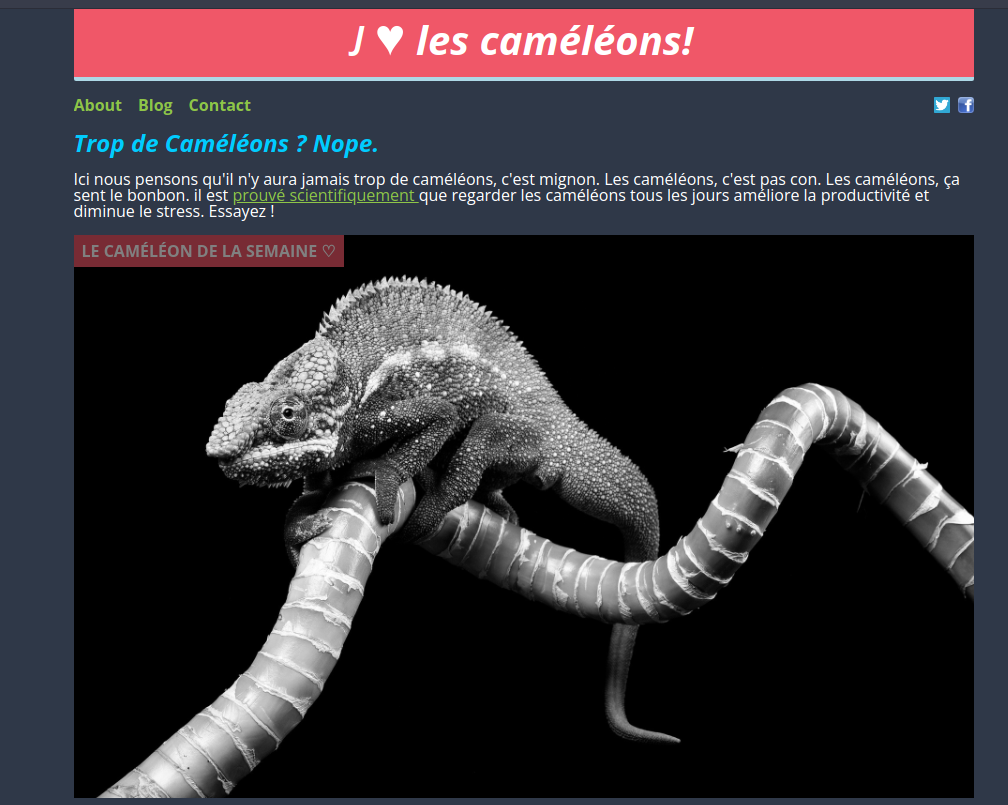 J ♥ les caméléons!
About Blog Contact
Trop de Caméléons ? Nope.
Ici nous pensons qu'il n'y aura jamais trop de caméléons, c'est mignon. Les caméléons, c'est pas con. Les caméléons, ça
sent le bonbon. il est prouvé scientifiquement que regarder les caméléons tous les jours améliore la productivité et
diminue le stress. Essayez !
LE CAMÉLÉON DE LA SEMAINE ♡